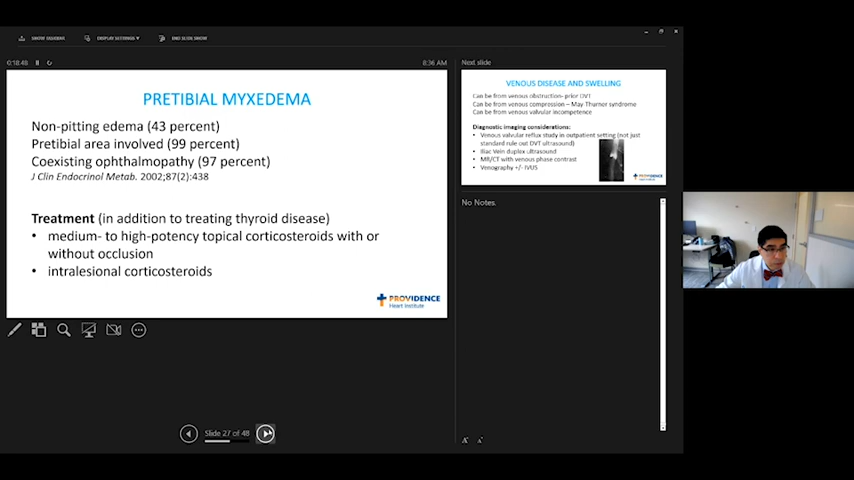 SHOW TASKBAR
DISPLAY SETTINGS ▼
END SLIDE SHOW
0:18:48
8:36 AM
PRETIBIAL MYXEDEMA
Non-pitting edema (43 percent)
Pretibial area involved (99 percent)
Coexisting ophthalmopathy (97 percent)
J Clin Endocrinol Metab. 2002;87(2):438
Treatment (in addition to treating thyroid disease)
• medium- to high-potency topical corticosteroids with or
without occlusion
• intralesional corticosteroids
PROVIDENCE
Heart Institute
Slide 27 of 48
Next slide
VENOUS DISEASE AND SWELLING
Can be from venous obstruction- prior DVT
Can be from venous compression – May Thurner syndrome
Can be from venous valvular incompetence
Diagnostic imaging considerations:
• Venous valvular reflux study in outpatient setting (not just
standard rule out DVT ultrasound)
• Iliac Vein duplex ultrasound
• MR/CT with venous phase contrast
• Venography +/- IVUS
PROVIDENCE
No Notes.
A A